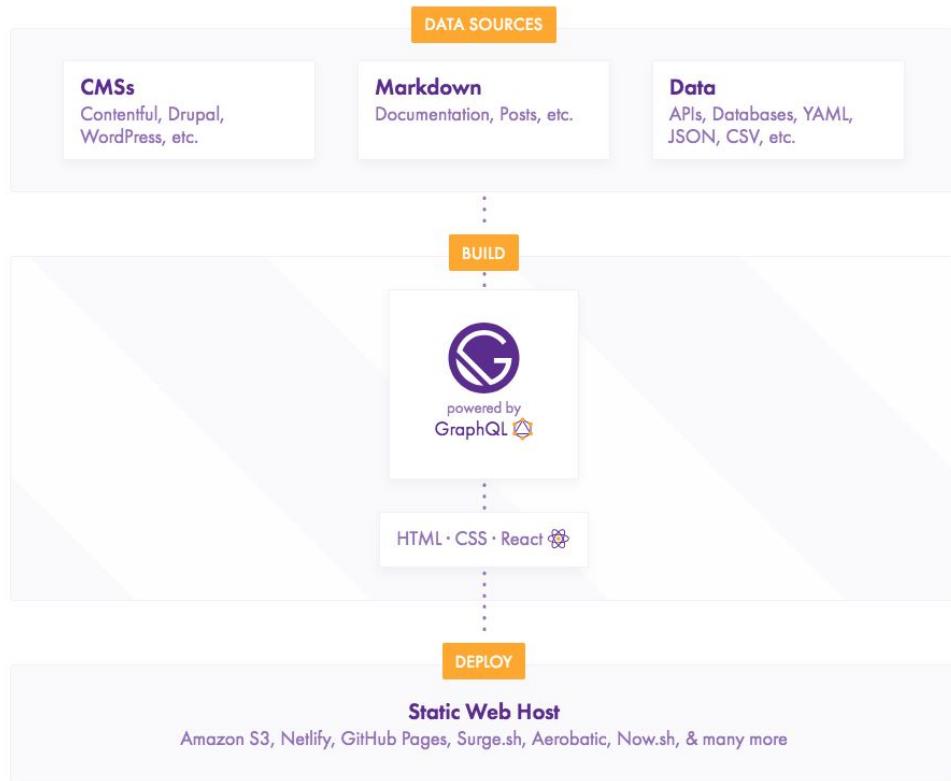 DATA SOURCES
CMSs
Contentful, Drupal,
WordPress, etc.
Markdown
Documentation, Posts, etc.
Data
APIs, Databases, YAML,
JSON, CSV, etc.
BUILD
powered by
GraphQL
HTML · CSS · React
DEPLOY
Static Web Host
Amazon S3, Netlify, GitHub Pages, Surge.sh, Aerobatic, Now.sh, & many more